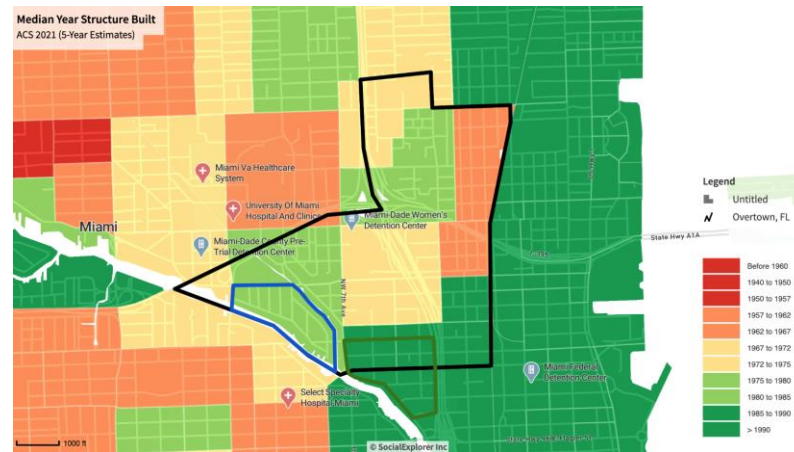 Median Year Structure Built
ACS 2021 (5-Year Estimates)
Miami Va Healthcare
System
University Of Miami
Hospital And Clinics
Miami-Dade Women's
Detention Center
Miami
Miami-Dade County Pre-
Trial Detention Center
NW 7th Ave
State Hwy A1A
Legend
Untitled
Overtown, FL
Before 1960
1940 to 1950
1950 to 1957
1957 to 1962
1962 to 1967
1967 to 1972
1972 to 1975
1975 to 1980
1980 to 1985
1985 to 1990
> 1990
Miami Federal
Detention Center
Select Specialty
Hospital-Miami
1000 ft
© SocialExplorer Inc